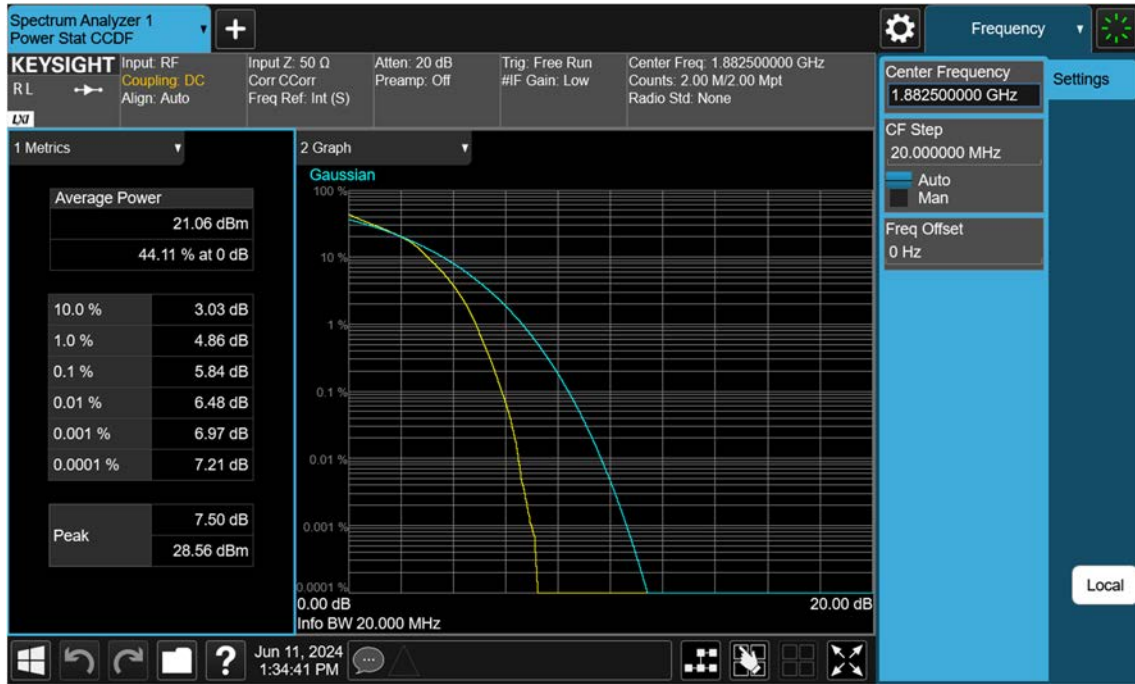 Spectrum Analyzer 1
Power Stat CCDF
Frequency
KEYSIGHT
RL
LXI
Input: RF
Coupling: DC
Align: Auto
Input Z: 50 Ω
Corr CCorr
Freq Ref: Int (S)
Atten: 20 dB
Preamp: Off
Trig: Free Run
#IF Gain: Low
Center Freq: 1.882500000 GHz
Counts: 2.00 M/2.00 Mpt
Radio Std: None
Center Frequency
1.882500000 GHz
Settings
CF Step
20.000000 MHz
Auto
Man
Freq Offset
0 Hz
Local
1 Metrics
Average Power
21.06 dBm
44.11 % at 0 dB
10.0 % 3.03 dB
1.0 % 4.86 dB
0.1 % 5.84 dB
0.01 % 6.48 dB
0.001 % 6.97 dB
0.0001 % 7.21 dB
Peak
7.50 dB
28.56 dBm
2 Graph
Gaussian
100 %
10 %
1 %
0.1 %
0.01 %
0.001 %
0.0001 %
0.00 dB 20.00 dB
Info BW 20.000 MHz
?
Jun 11, 2024
1:34:41 PM